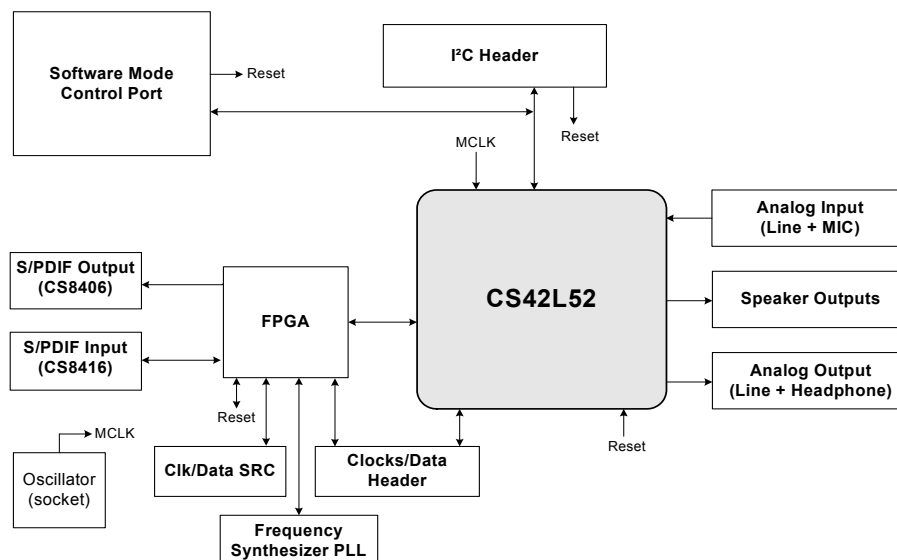 Software Mode
Control Port
Reset
I²C Header
Reset
MCLK
Analog Input
(Line + MIC)
S/PDIF Output
(CS8406)
FPGA
CS42L52
Speaker Outputs
S/PDIF Input
(CS8416)
Analog Output
(Line + Headphone)
Reset
MCLK
Reset
Oscillator
(socket)
Clk/Data SRC
Clocks/Data
Header
Frequency
Synthesizer PLL